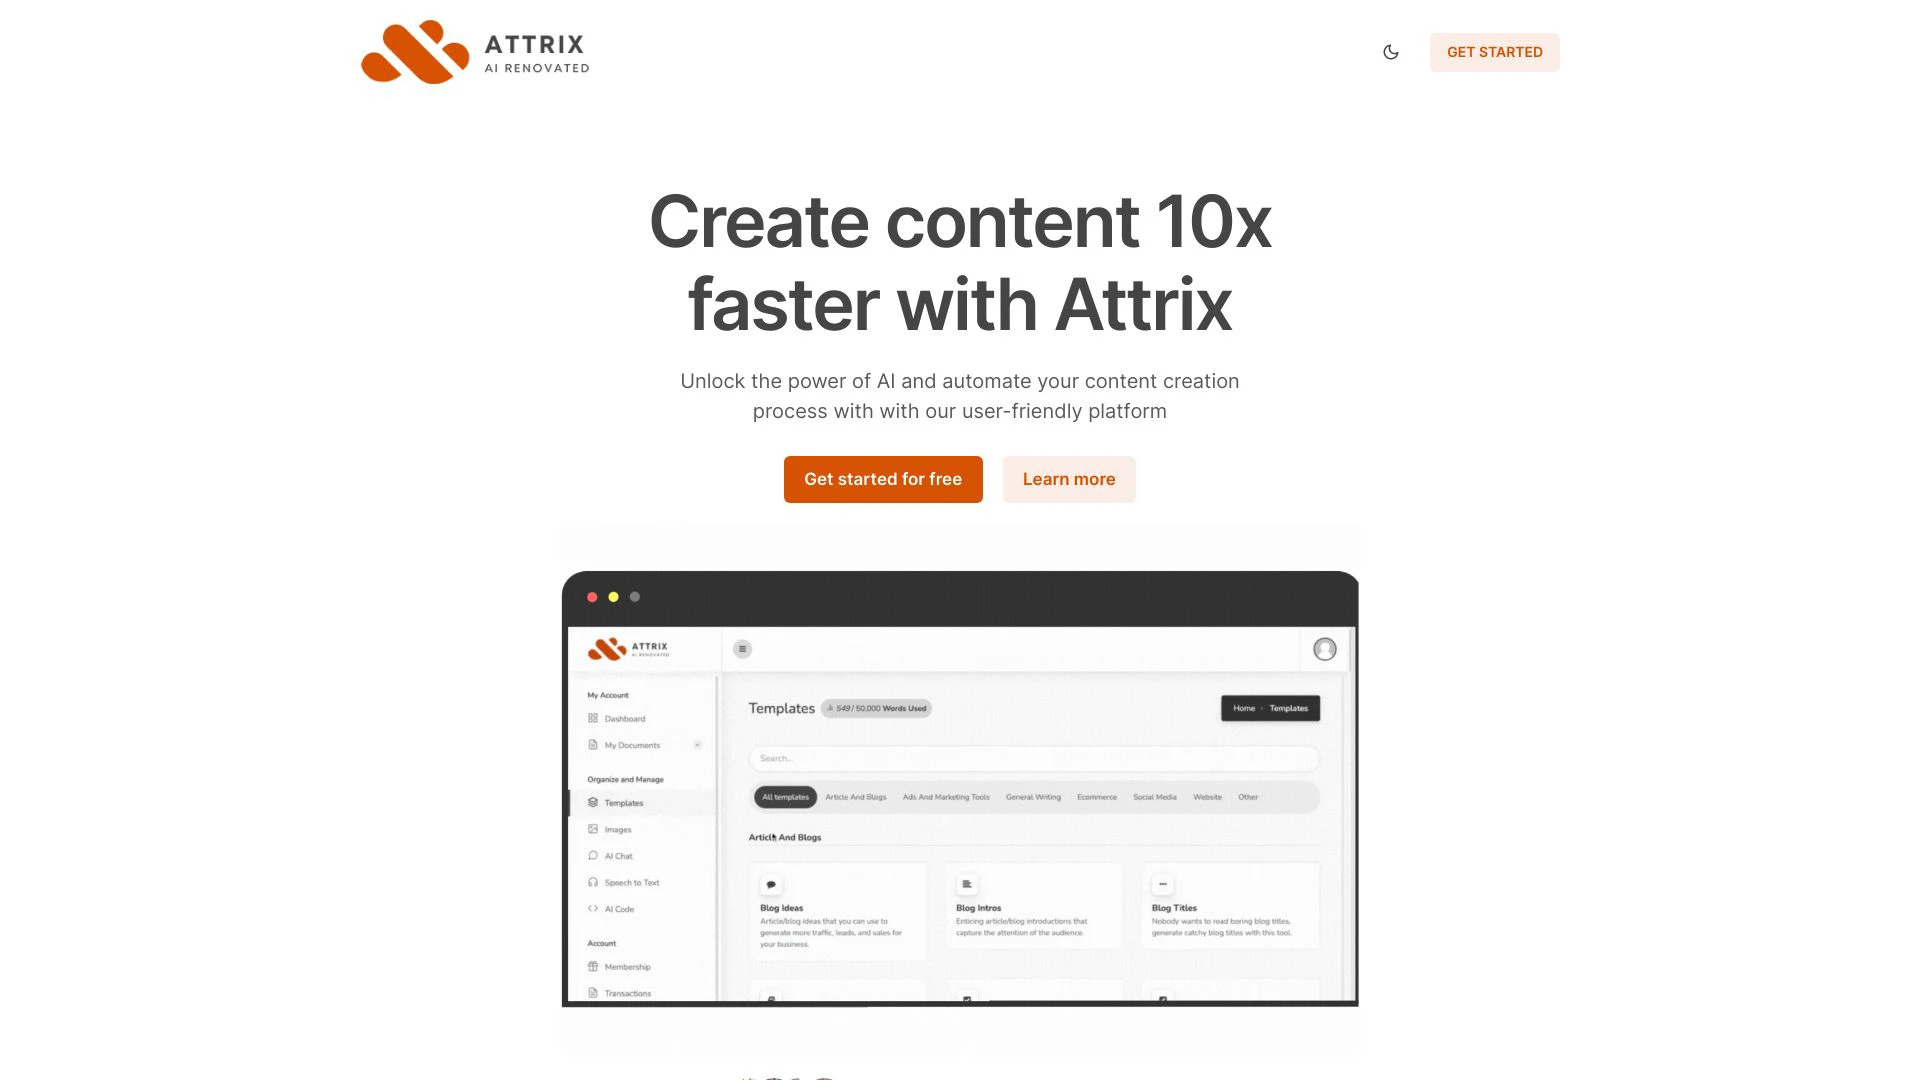 ATTRIX
AI RENOVATED
GET STARTED
Create content 10x
faster with Attrix
Unlock the power of AI and automate your content creation
process with with our user-friendly platform
Get started for free
Learn more
ATTRIX
AI RENOVATED
My Account
Dashboard
My Documents
Organize and Manage
Templates
Images
AI Chat
Speech to Text
AI Code
Account
Membership
Transactions
Templates
549 / 50,000 Words Used
Home
Templates
Search...
All templates
Article And Blogs
Ads And Marketing Tools
General Writing
Ecommerce
Social Media
Website
Other
Article And Blogs
Blog Ideas
Article/blog ideas that you can use to
generate more traffic, leads, and sales for
your business.
Blog Intros
Enticing article/blog introductions that
capture the attention of the audience.
Blog Titles
Nobody wants to read boring blog titles,
generate catchy blog titles with this tool.